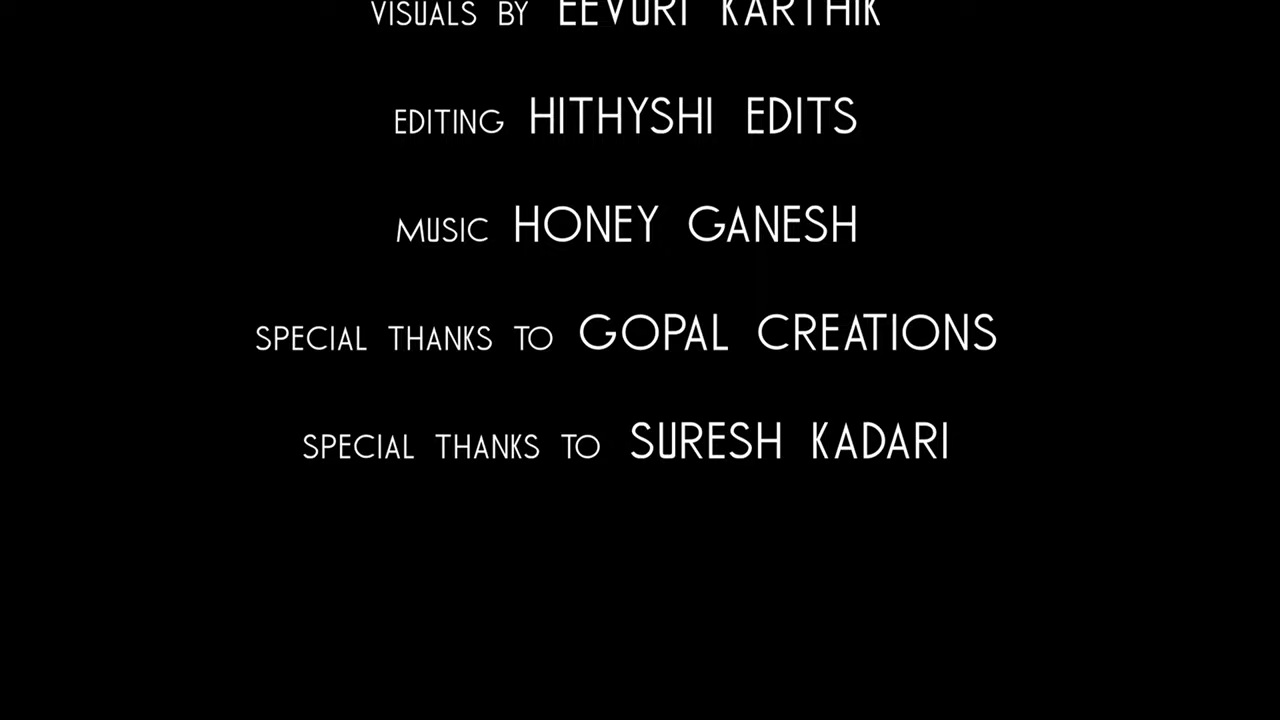 VISUALS BY EEVURI KARTHIK
EDITING HITHYSHI EDITS
MUSIC HONEY GANESH
SPECIAL THANKS TO GOPAL CREATIONS
SPECIAL THANKS TO SURESH KADARI